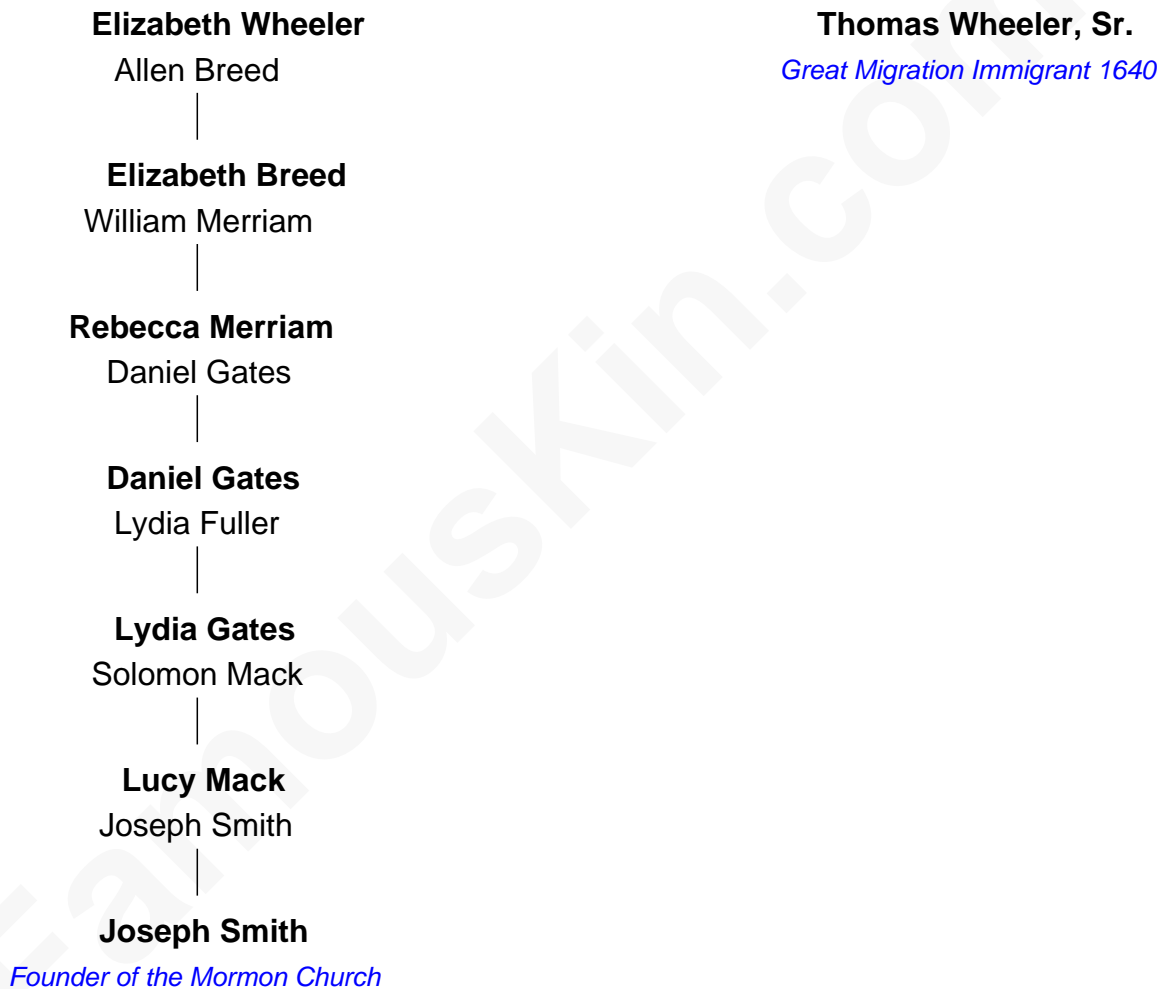 Elizabeth Wheeler
Allen Breed
Elizabeth Breed
William Merriam
Rebecca Merriam
Daniel Gates
Daniel Gates
Lydia Fuller
Lydia Gates
Solomon Mack
Lucy Mack
Joseph Smith
Joseph Smith
Founder of the Mormon Church
Thomas Wheeler, Sr.
Great Migration Immigrant 1640
FamousKin.com